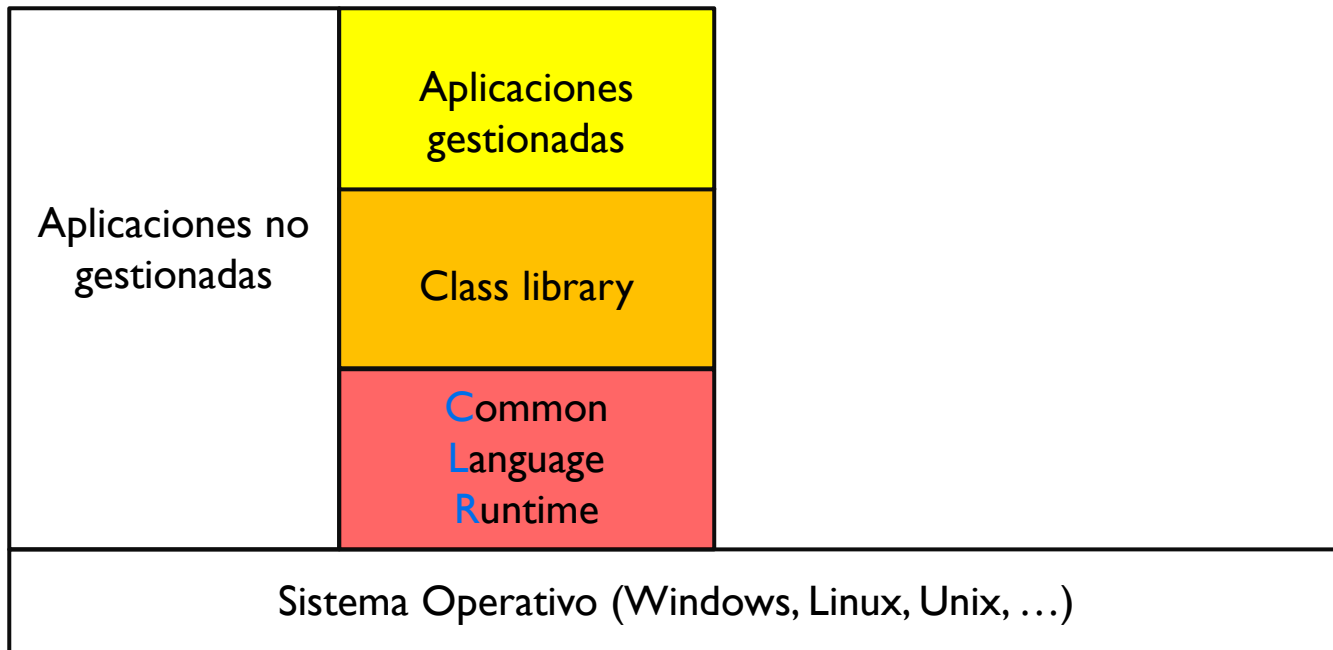 Aplicaciones
gestionadas
Aplicaciones no
gestionadas
Class library
Common
Language
Runtime
Sistema Operativo (Windows, Linux, Unix, …)